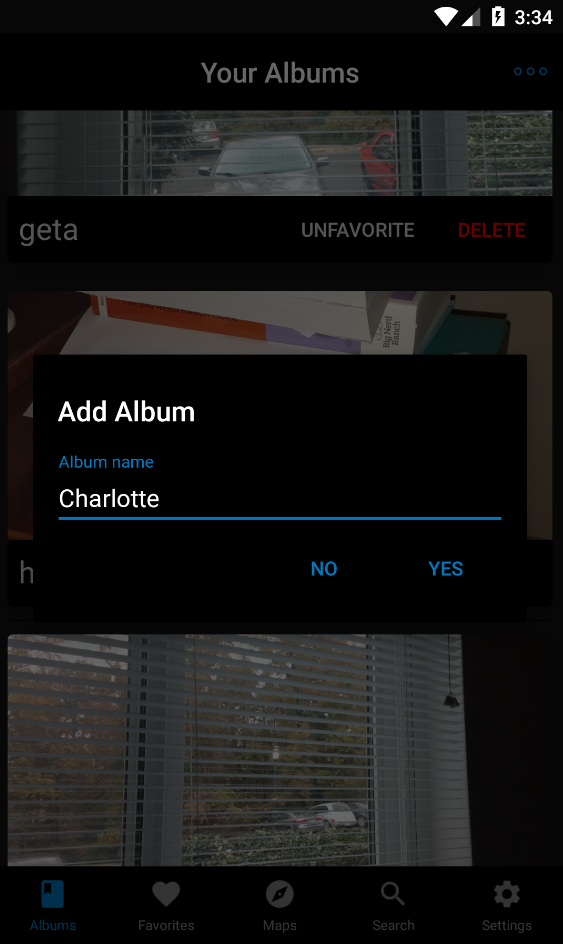 3:34
Your Albums
geta UNFAVORITE DELETE
Big Nerd
Ranch
Add Album
Album name
Charlotte
NO YES
h
Albums Favorites Maps Search Settings